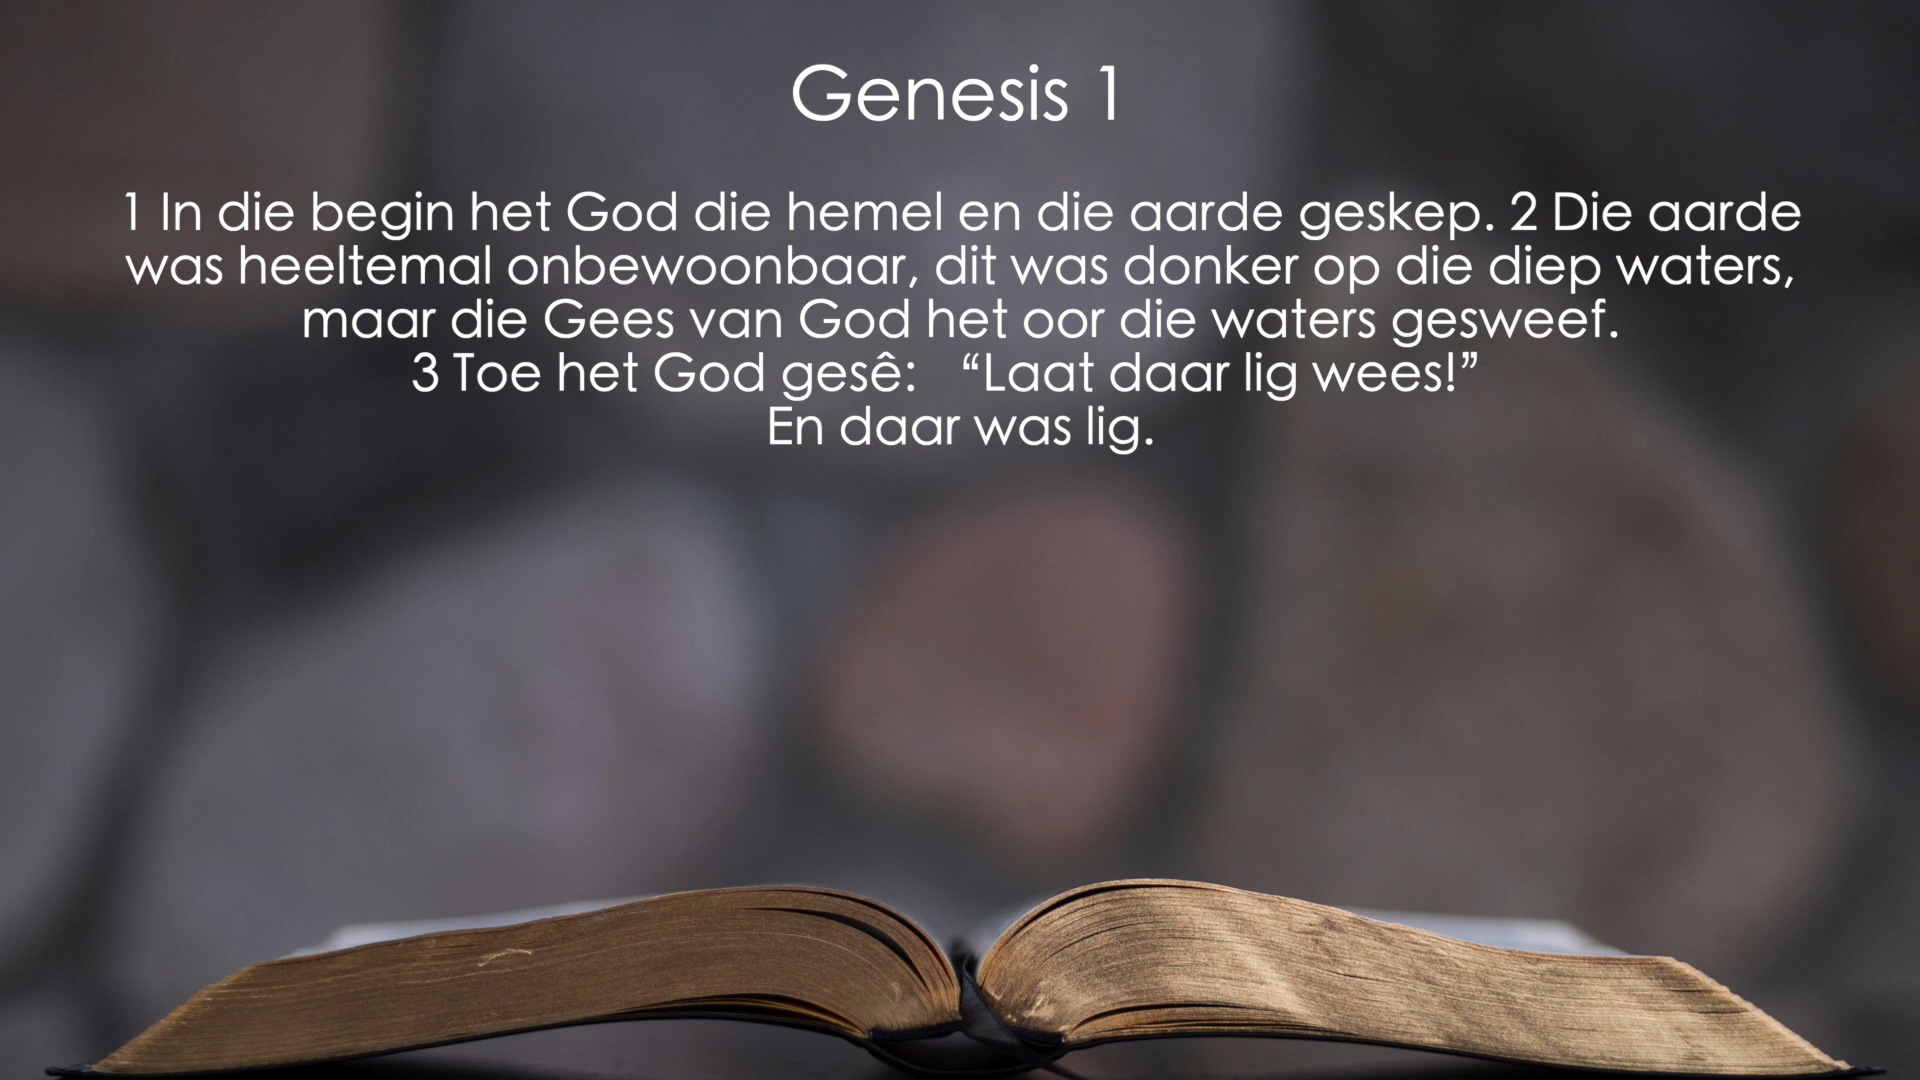 Genesis 1
1 In die begin het God die hemel en die aarde geskep. 2 Die aarde
was heeltemal onbewoonbaar, dit was donker op die diep waters,
maar die Gees van God het oor die waters gesweef.
3 Toe het God gesê:   “Laat daar lig wees!”
En daar was lig.